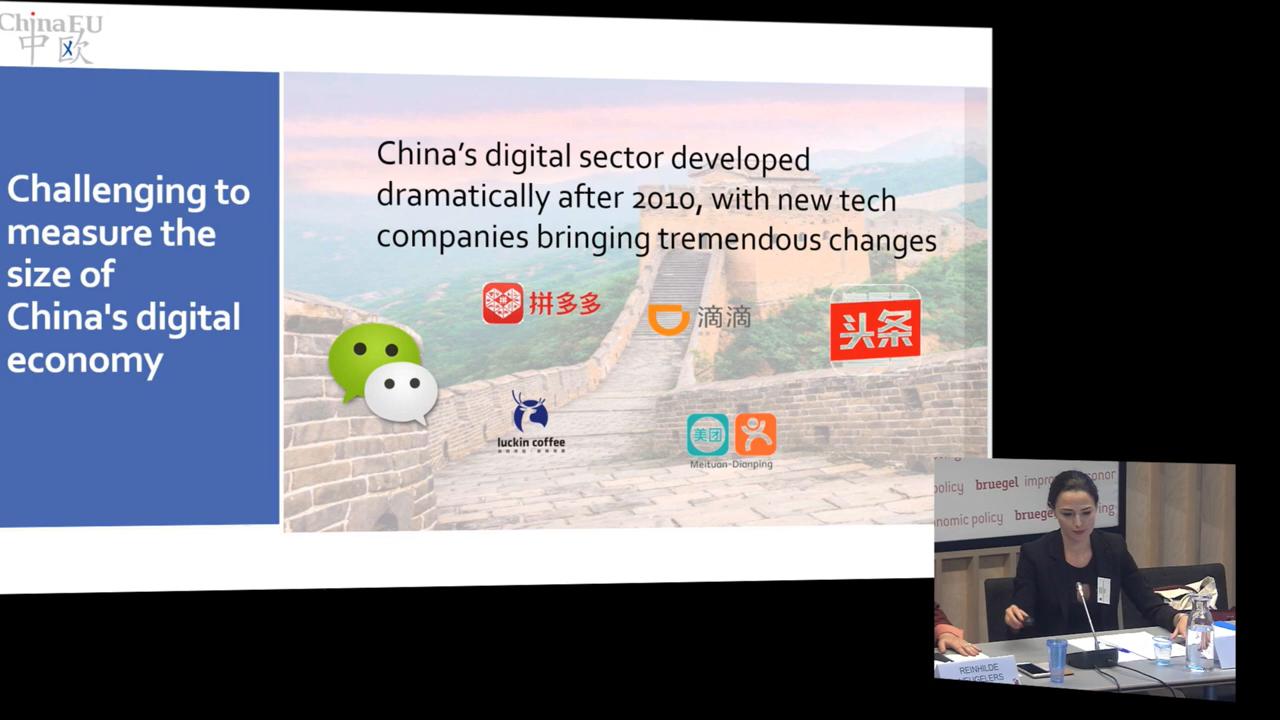 ChinaEU
中欧
Challenging to
measure the
size of
China's digital
economy
China's digital sector developed
dramatically after 2010, with new tech
companies bringing tremendous changes
拼多多
滴滴
头条
luckin coffee
美团
Meituan-Dianping
policy bruegel
nomic policy
REINHILDE